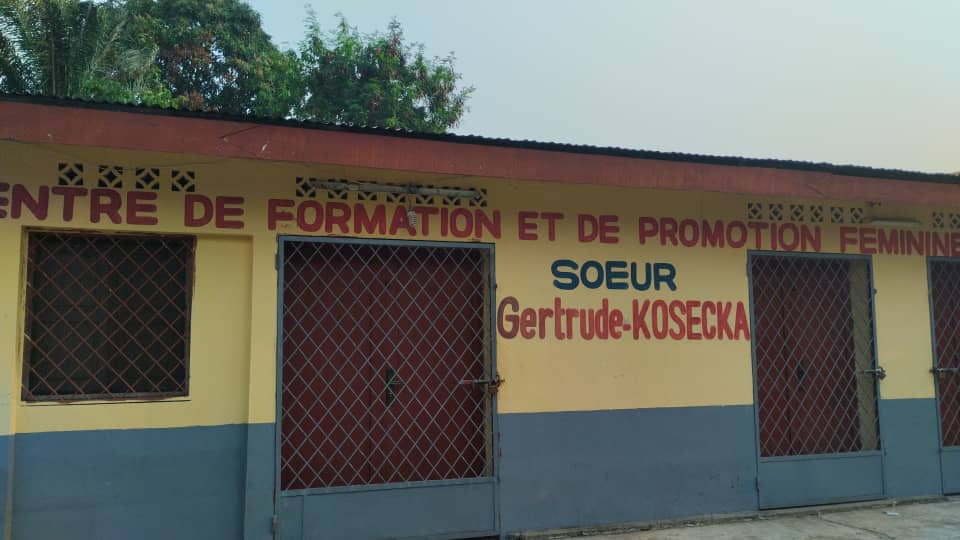 ENTRE DE FORMATION ET DE PROMOTION FEMININE
SOEUR
Gertrude-KOSECKA